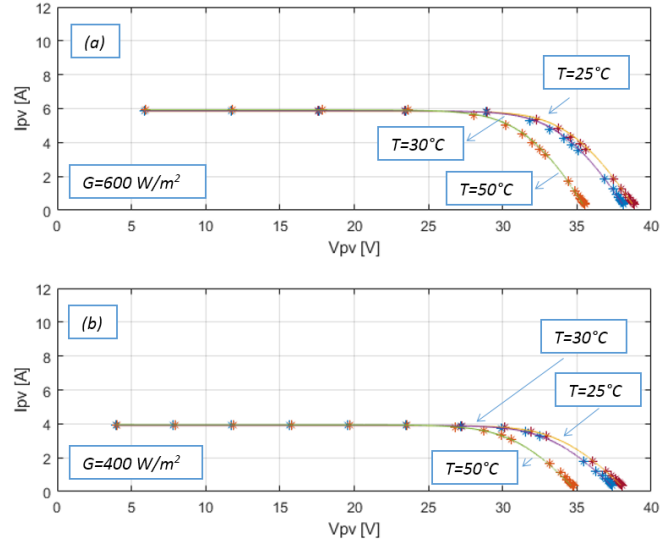 12
(a)
10
T=25°C
8
Ipv [A]
6
T=30°C
4
G=600 W/m²
T=50°C
2
0
0 5 10 15 20 25 30 35 40
Vpv [V]
12
(b)
10
T=30°C
8
Ipv [A]
T=25°C
6
4
G=400 W/m²
T=50°C
2
0
0 5 10 15 20 25 30 35 40
Vpv [V]